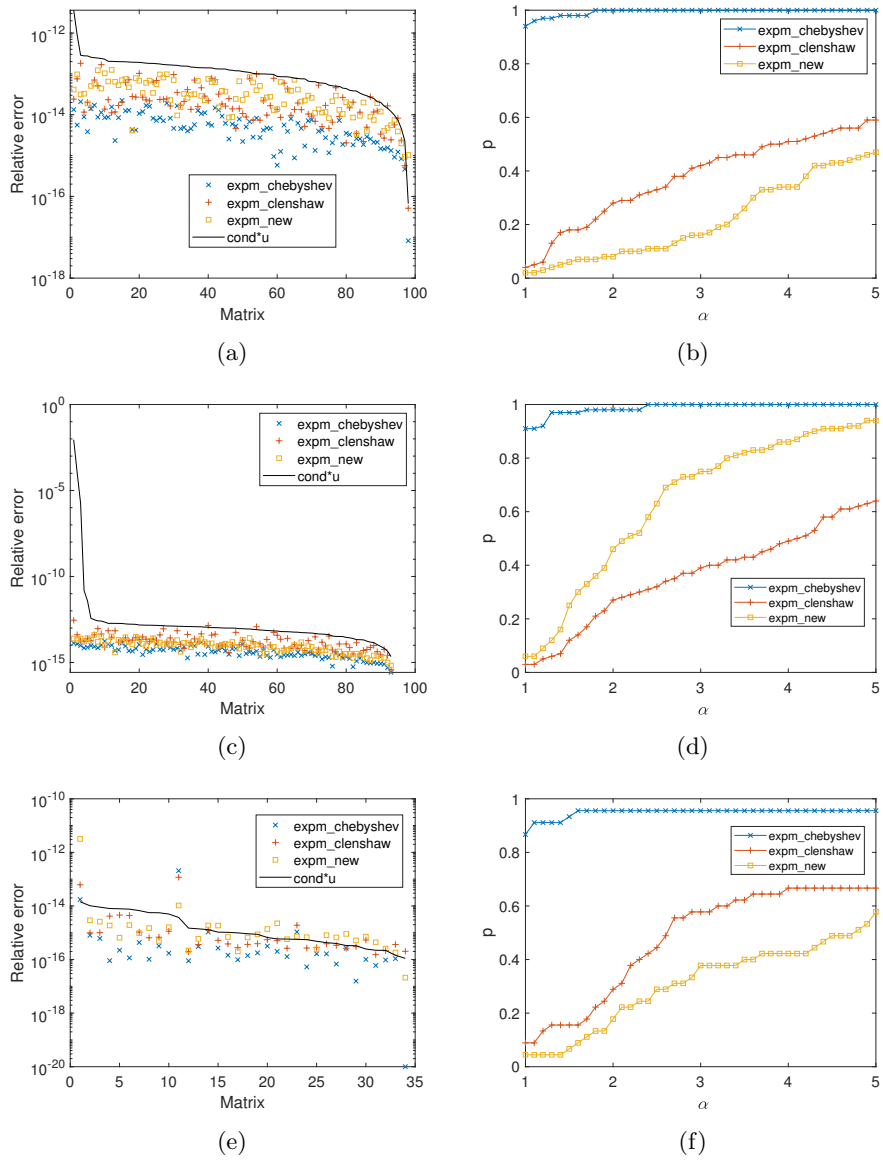 10^-12
10^-14
10^-16
10^-18
Relative error
expm_chebyshev
expm_clenshaw
expm_new
cond*u
0 20 40 60 80 100
Matrix
(a)
1
0.8
0.6
0.4
0.2
0
p
expm_chebyshev
expm_clenshaw
expm_new
1 2 3 4 5
α
(b)
10^0
10^-5
10^-10
10^-15
Relative error
expm_chebyshev
expm_clenshaw
expm_new
cond*u
0 20 40 60 80 100
Matrix
(c)
1
0.8
0.6
0.4
0.2
0
p
expm_chebyshev
expm_clenshaw
expm_new
1 2 3 4 5
α
(d)
10^-10
10^-12
10^-14
10^-16
10^-18
10^-20
Relative error
expm_chebyshev
expm_clenshaw
expm_new
cond*u
0 5 10 15 20 25 30 35
Matrix
(e)
1
0.8
0.6
0.4
0.2
0
p
expm_chebyshev
expm_clenshaw
expm_new
1 2 3 4 5
α
(f)